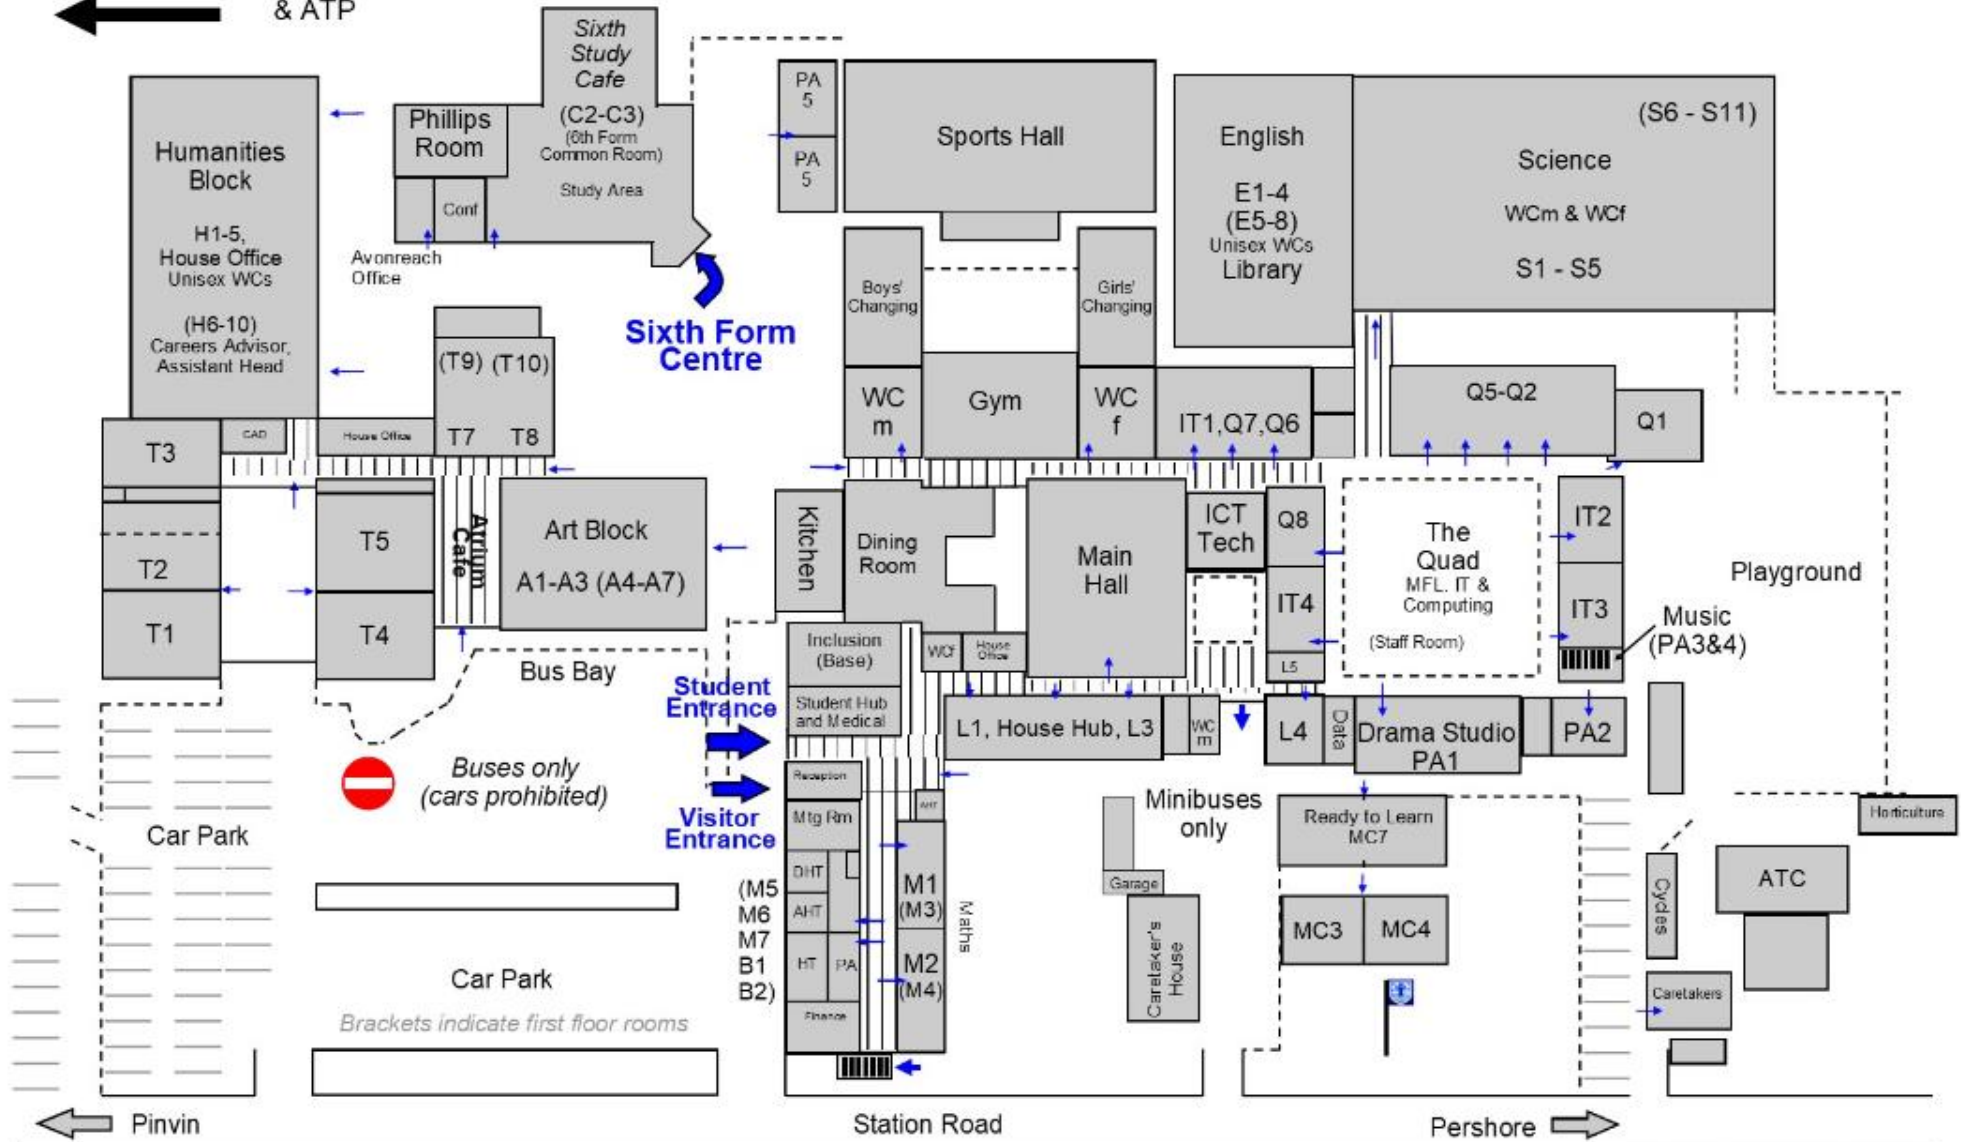 & ATP
Sixth
Study
Cafe
(C2-C3)
(6th Form
Common Room)
Study Area
Phillips
Room
Conf
Avonreach
Office
Sixth Form
Centre
Humanities
Block
H1-5,
House Office
Unisex WCs
(H6-10)
Careers Advisor,
Assistant Head
PA
5
PA
5
Sports Hall
English
E1-4
(E5-8)
Unisex WCs
Library
(S6 - S11)
Science
WCm & WCf
S1 - S5
Boys'
Changing
Girls'
Changing
WC
m
Gym
WC
f
IT1,Q7,Q6
Q5-Q2
Q1
(T9) (T10)
T7 T8
T3
CAD
House Office
T2
T1
T5
T4
Atrium
Cafe
Art Block
A1-A3 (A4-A7)
Kitchen
Dining
Room
Main
Hall
ICT
Tech
Q8
IT4
L5
The
Quad
MFL. IT &
Computing
(Staff Room)
IT2
IT3
Playground
Music
(PA3&4)
Inclusion
(Base)
WCf
House
Office
Student Hub
and Medical
Bus Bay
Student
Entrance
L1, House Hub, L3
WC
m
L4
Data
Drama Studio
PA1
PA2
Buses only
(cars prohibited)
Visitor
Entrance
Reception
Mtg Rm
AHT
Minibuses
only
Ready to Learn
MC7
Horticulture
Car Park
DHT
AHT
HT
PA
Finance
(M5
M6
M7
B1
B2)
M1
(M3)
M2
(M4)
Maths
Garage
Caretaker's
House
MC3
MC4
Cycles
ATC
Caretakers
Car Park
Brackets indicate first floor rooms
Pinvin
Station Road
Pershore